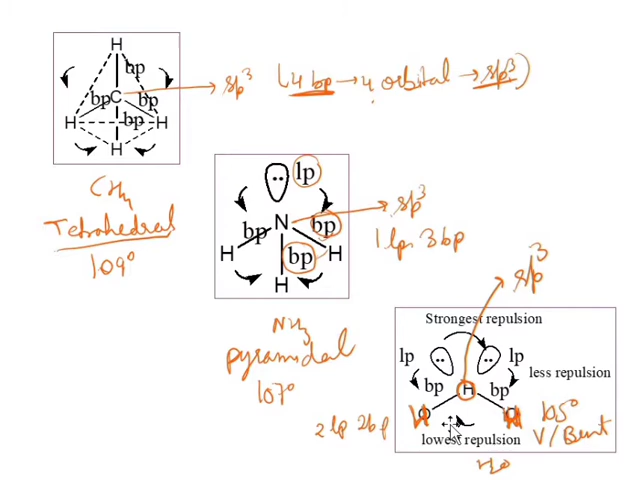 H
bp
C → sp³ (4 bp → 4 orbital → sp³)
bp bp
H bp H
H
CH₄
Tetrahedral
109°
lp
N → sp³
bp bp
1 lp, 3 bp
H bp H
H
NH₃
pyramidal
107°
sp³
Strongest repulsion
lp lp
less repulsion
bp H bp
2 lp 2 bp
105°
V/Bent
lowest repulsion
H₂O